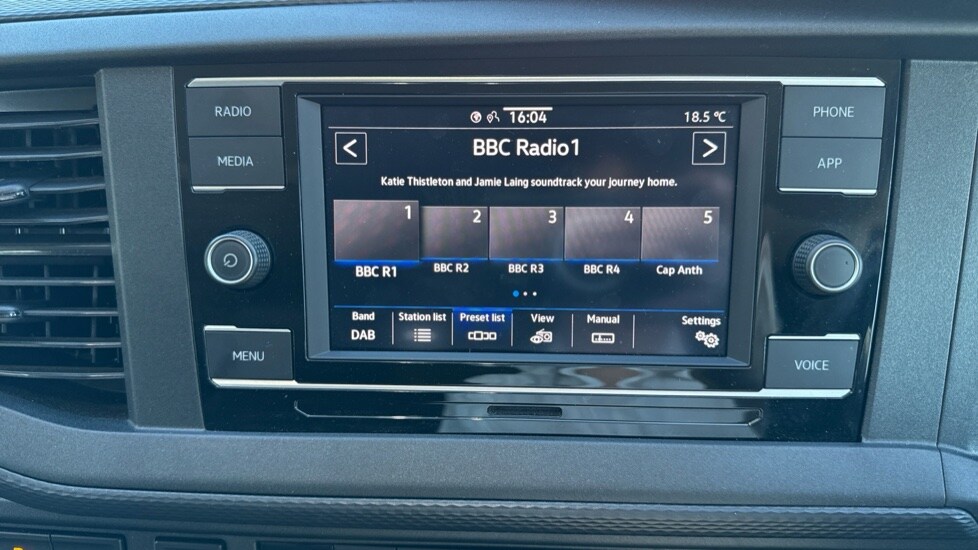 RADIO
MEDIA
MENU
16:04
18.5 °C
<
BBC Radio1
>
Katie Thistleton and Jamie Laing soundtrack your journey home.
1
2
3
4
5
BBC R1
BBC R2
BBC R3
BBC R4
Cap Anth
Band
DAB
Station list
Preset list
View
Manual
Settings
PHONE
APP
VOICE